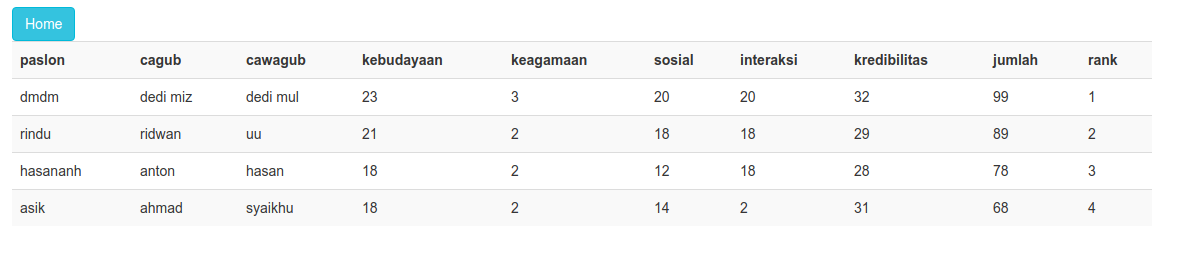 Home
paslon cagub cawagub kebudayaan keagamaan sosial interaksi kredibilitas jumlah rank
dmdm dedi miz dedi mul 23 3 20 20 32 99 1
rindu ridwan uu 21 2 18 18 29 89 2
hasananh anton hasan 18 2 12 18 28 78 3
asik ahmad syaikhu 18 2 14 2 31 68 4